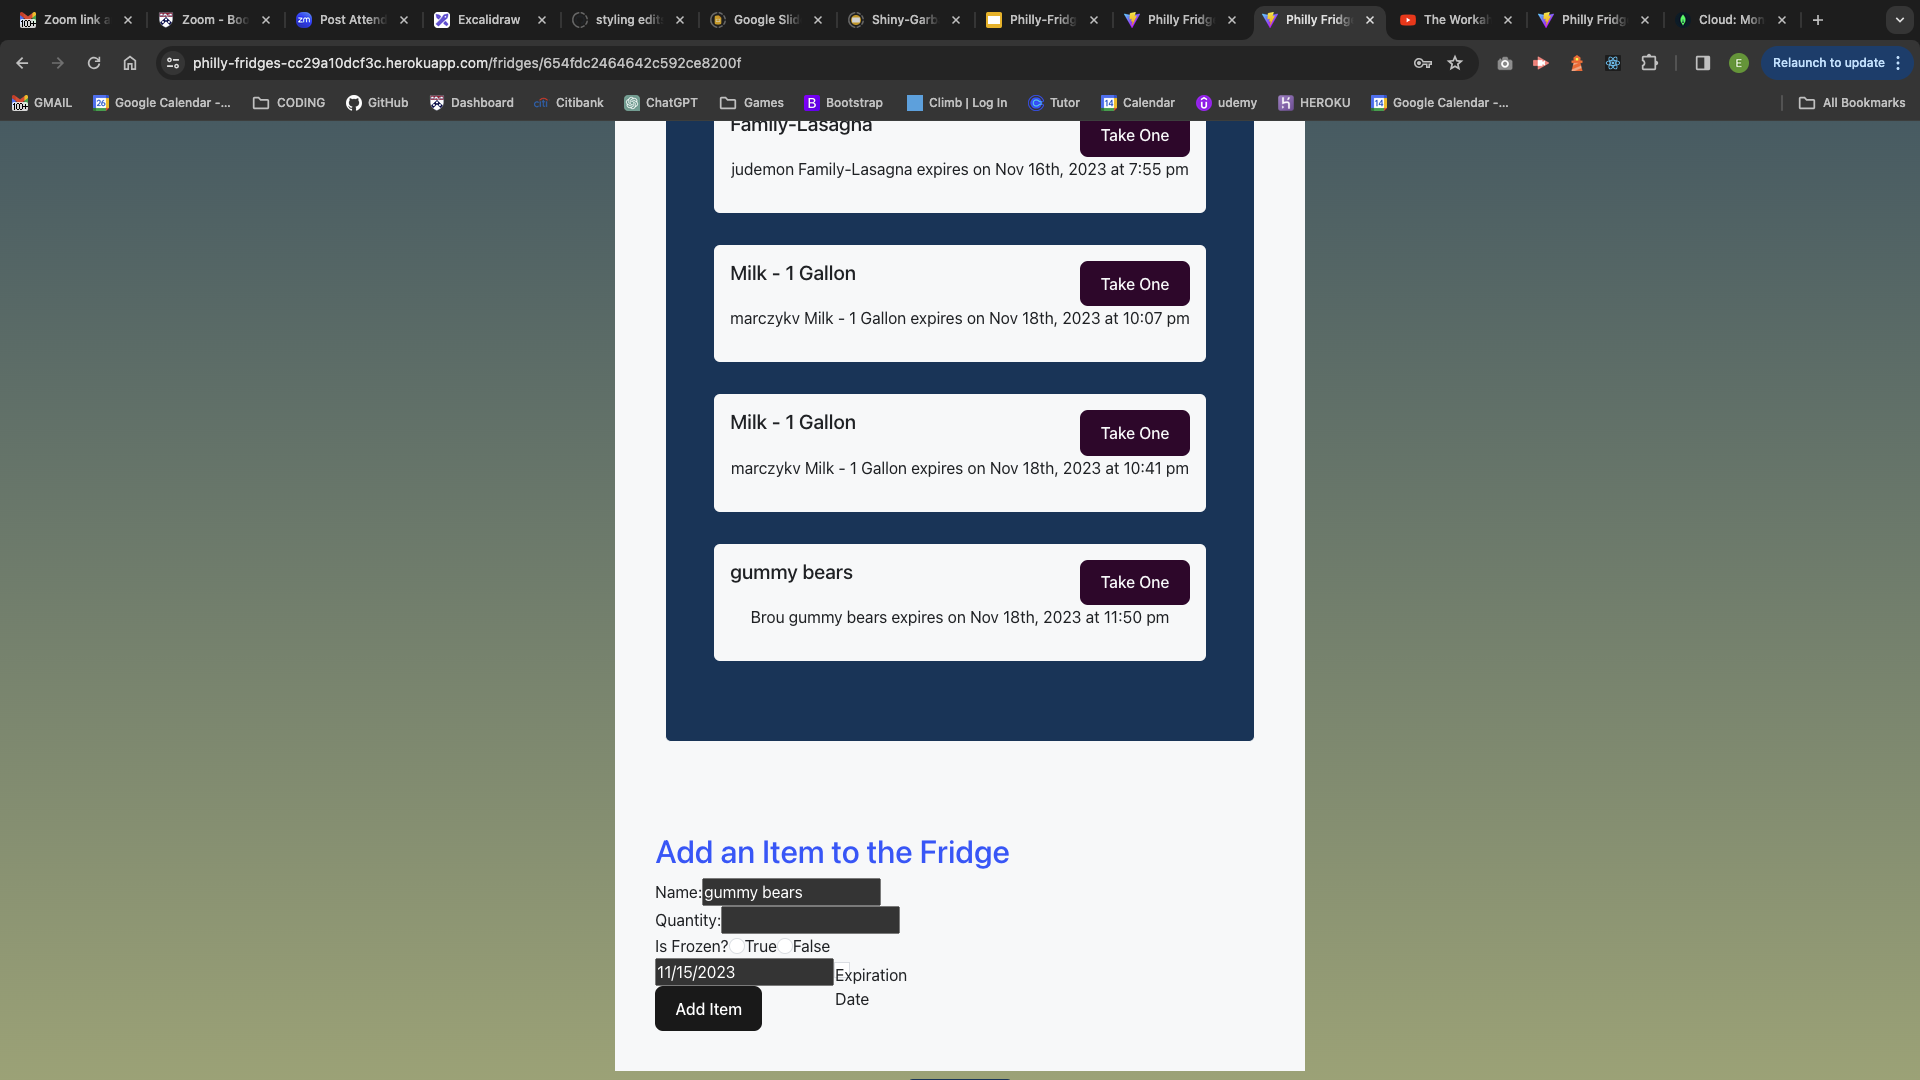 Zoom link a
Zoom - Boo
Post Attend
Excalidraw
styling edit
Google Slid
Shiny-Garb
Philly-Fridg
Philly Fridg
Philly Fridg
The Worka
Philly Fridg
Cloud: Mon
philly-fridges-cc29a10dcf3c.herokuapp.com/fridges/654fdc2464642c592ce8200f
E
Relaunch to update
GMAIL
Google Calendar -...
CODING
GitHub
Dashboard
Citibank
ChatGPT
Games
Bootstrap
Climb | Log In
Tutor
Calendar
udemy
HEROKU
Google Calendar -...
All Bookmarks
Family-Lasagna
Take One
judemon Family-Lasagna expires on Nov 16th, 2023 at 7:55 pm
Milk - 1 Gallon
Take One
marczykv Milk - 1 Gallon expires on Nov 18th, 2023 at 10:07 pm
Milk - 1 Gallon
Take One
marczykv Milk - 1 Gallon expires on Nov 18th, 2023 at 10:41 pm
gummy bears
Take One
Brou gummy bears expires on Nov 18th, 2023 at 11:50 pm
Add an Item to the Fridge
Name: gummy bears
Quantity:
Is Frozen? True False
11/15/2023
Expiration
Date
Add Item